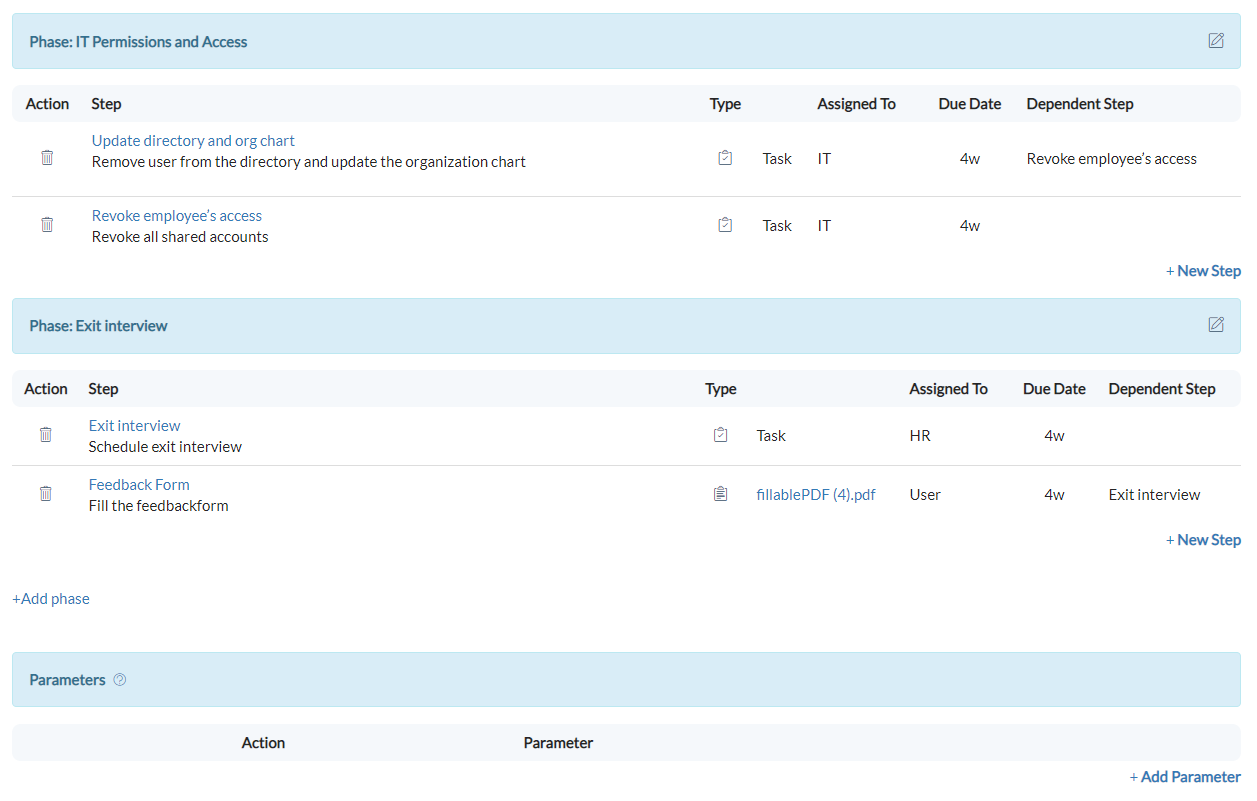 Phase: IT Permissions and Access
Action Step Type Assigned To Due Date Dependent Step
Update directory and org chart
Remove user from the directory and update the organization chart
Task IT 4w Revoke employee’s access
Revoke employee’s access
Revoke all shared accounts
Task IT 4w
+ New Step
Phase: Exit interview
Action Step Type Assigned To Due Date Dependent Step
Exit interview
Schedule exit interview
Task HR 4w
Feedback Form
Fill the feedbackform
fillablePDF (4).pdf User 4w Exit interview
+ New Step
+Add phase
Parameters ?
Action Parameter
+ Add Parameter